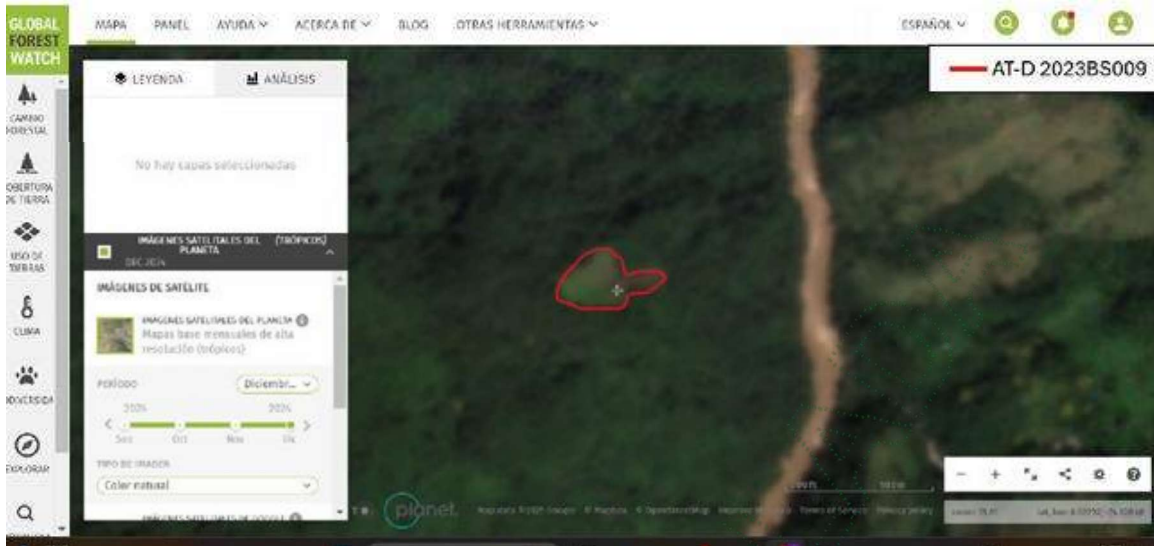 GLOBAL
FOREST
WATCH
MAPA PANEL AYUDA ACERCA DE BLOG OTRAS HERRAMIENTAS ESPAÑOL
AT-D 2023BS009
LEYENDA ANÁLISIS
No hay capas seleccionadas
CAMBIO
FORESTAL
COBERTURA
DE TIERRA
USO DE
TIERRAS
CLIMA
EXPLORAR
IMÁGENES SATELITALES DEL (TRÓPICOS)
PLANETA
DEC 2024
IMÁGENES DE SATÉLITE
IMÁGENES SATELITALES DEL PLANETA
Mapas base mensuales de alta
resolución (trópicos)
PERÍODO Diciembr...
2024 2024
Sep Oct Nov Dic
TIPO DE IMAGEN
Color natural
planet.